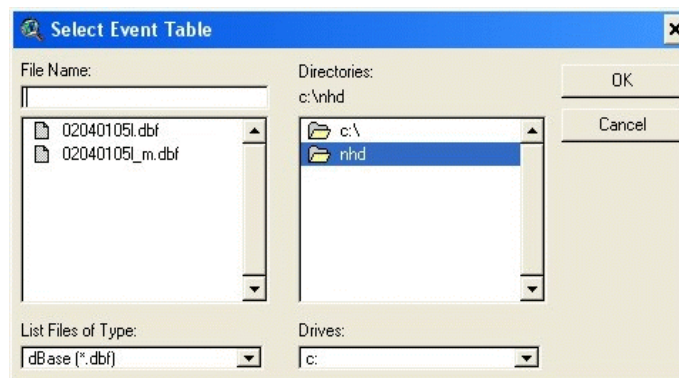 Select Event Table
File Name:
02040105l.dbf
02040105l_m.dbf
List Files of Type:
dBase (*.dbf)
Directories:
c:\nhd
c:\
nhd
Drives:
c:
OK
Cancel